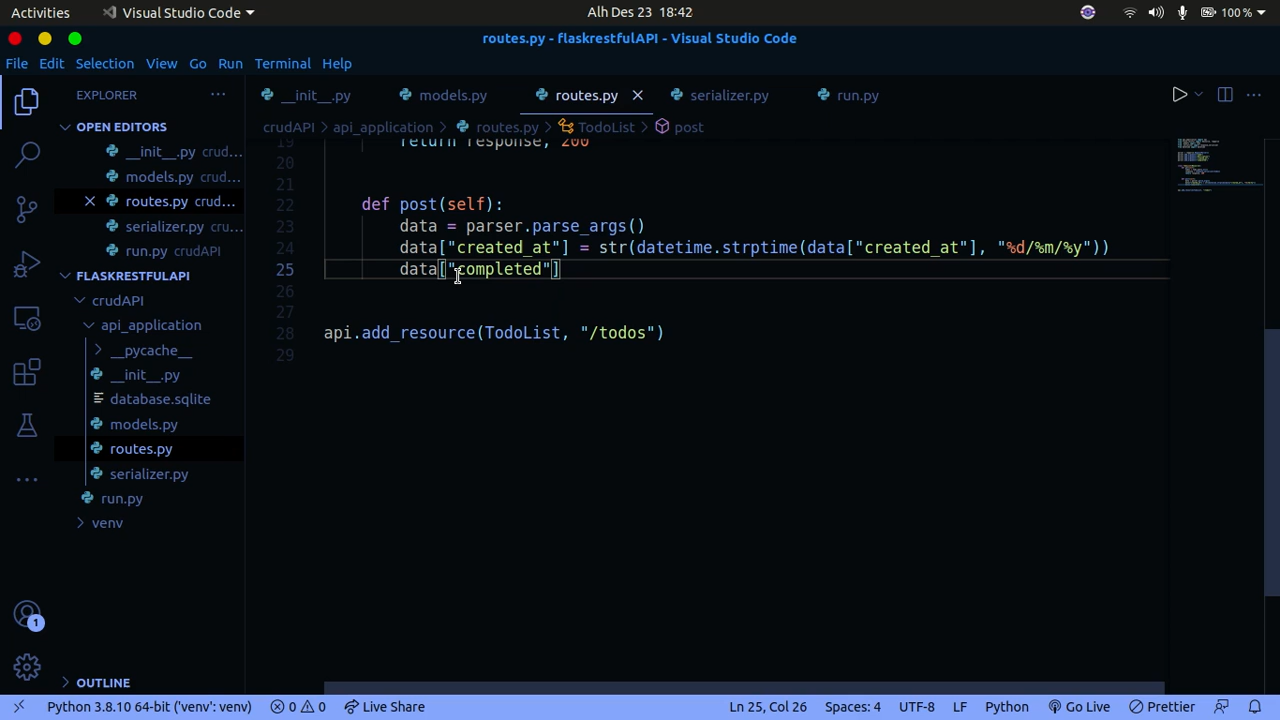 Activities Visual Studio Code Alh Des 23 18:42 100 %
routes.py - flaskrestfulAPI - Visual Studio Code
File Edit Selection View Go Run Terminal Help
EXPLORER
__init__.py models.py routes.py serializer.py run.py
OPEN EDITORS
crudAPI api_application routes.py TodoList post
__init__.py crud...
models.py crud...
routes.py crud...
serializer.py cru...
run.py crudAPI
FLASKRESTFULAPI
crudAPI
api_application
__pycache__
__init__.py
database.sqlite
models.py
routes.py
serializer.py
run.py
venv
OUTLINE
19 return response, 200
20
21
22 def post(self):
23 data = parser.parse_args()
24 data["created_at"] = str(datetime.strptime(data["created_at"], "%d/%m/%y"))
25 data["completed"]
26
27
28 api.add_resource(TodoList, "/todos")
29
1
Python 3.8.10 64-bit ('venv': venv) 0 0 Live Share Ln 25, Col 26 Spaces: 4 UTF-8 LF Python Go Live Prettier